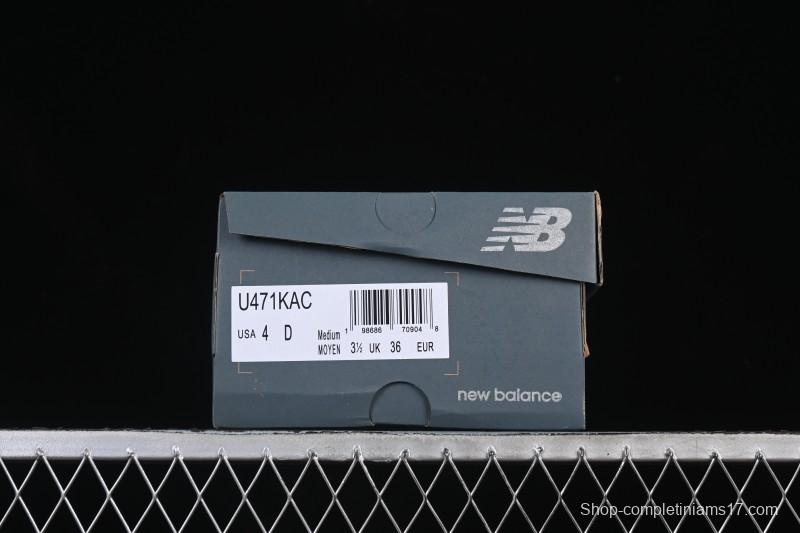 NB
U471KAC
USA 4 D
Medium
MOYEN 3½ UK 36 EUR
1 98686 70904 8
new balance
Shop-completiniams17.com